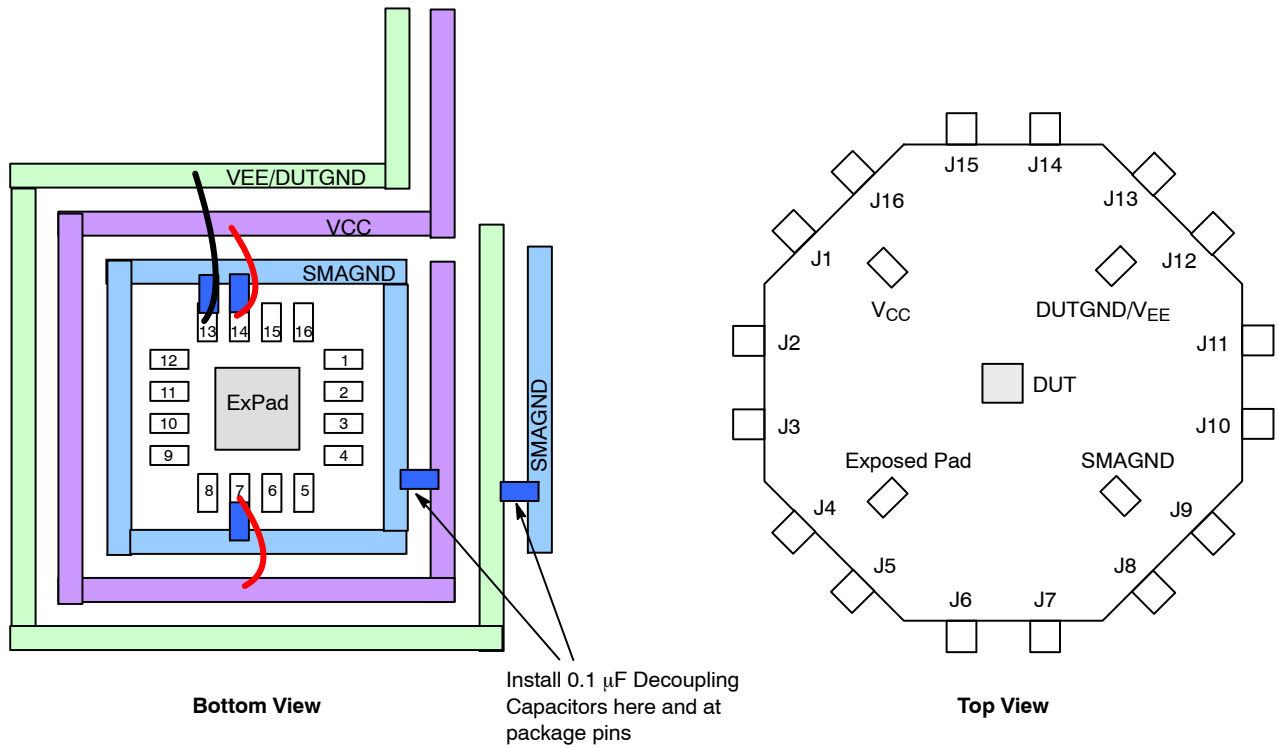 VEE/DUTGND
VCC
SMAGND
13 14 15 16
12
11
10
9
ExPad
1
2
3
4
8 7 6 5
SMAGND
Install 0.1 μF Decoupling
Capacitors here and at
package pins
Bottom View
J15
J14
J16
J13
J1
J12
VCC
DUTGND/VEE
J2
J11
DUT
J3
J10
Exposed Pad
SMAGND
J4
J9
J5
J8
J6
J7
Top View